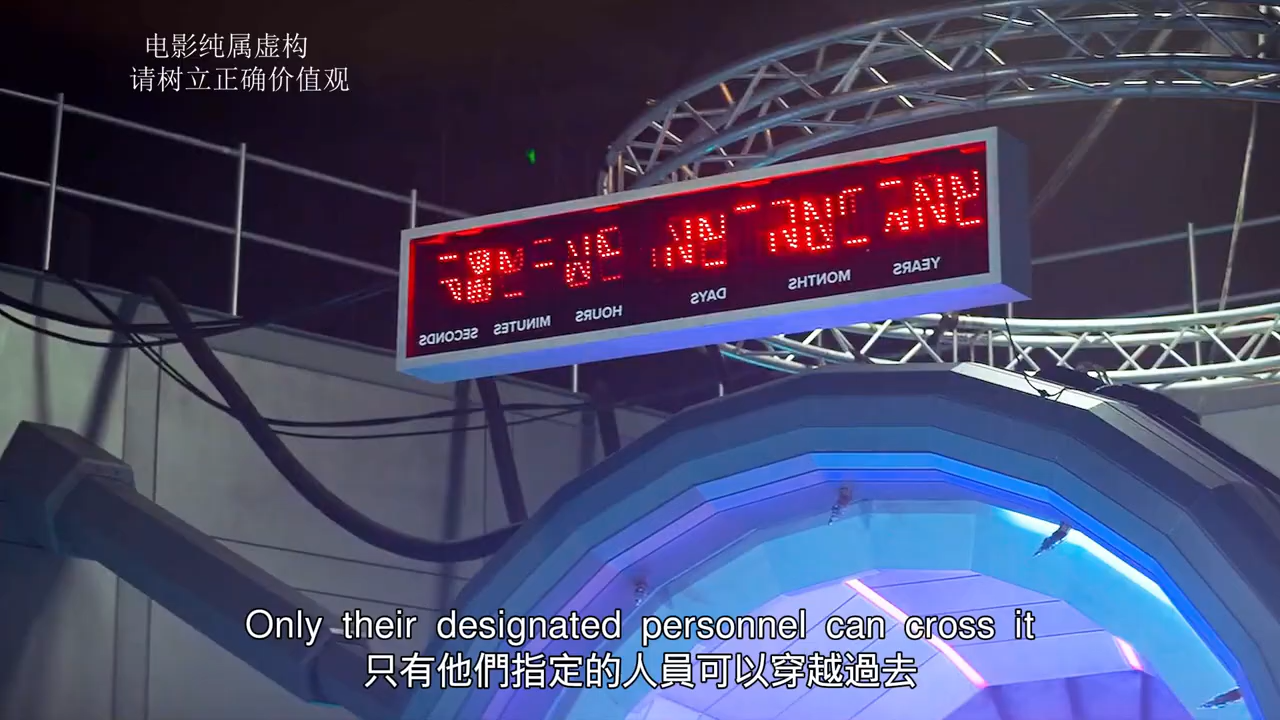 电影纯属虚构
请树立正确价值观
SECONDS MINUTES HOURS DAYS MONTHS YEARS
Only their designated personnel can cross it
只有他們指定的人員可以穿越過去